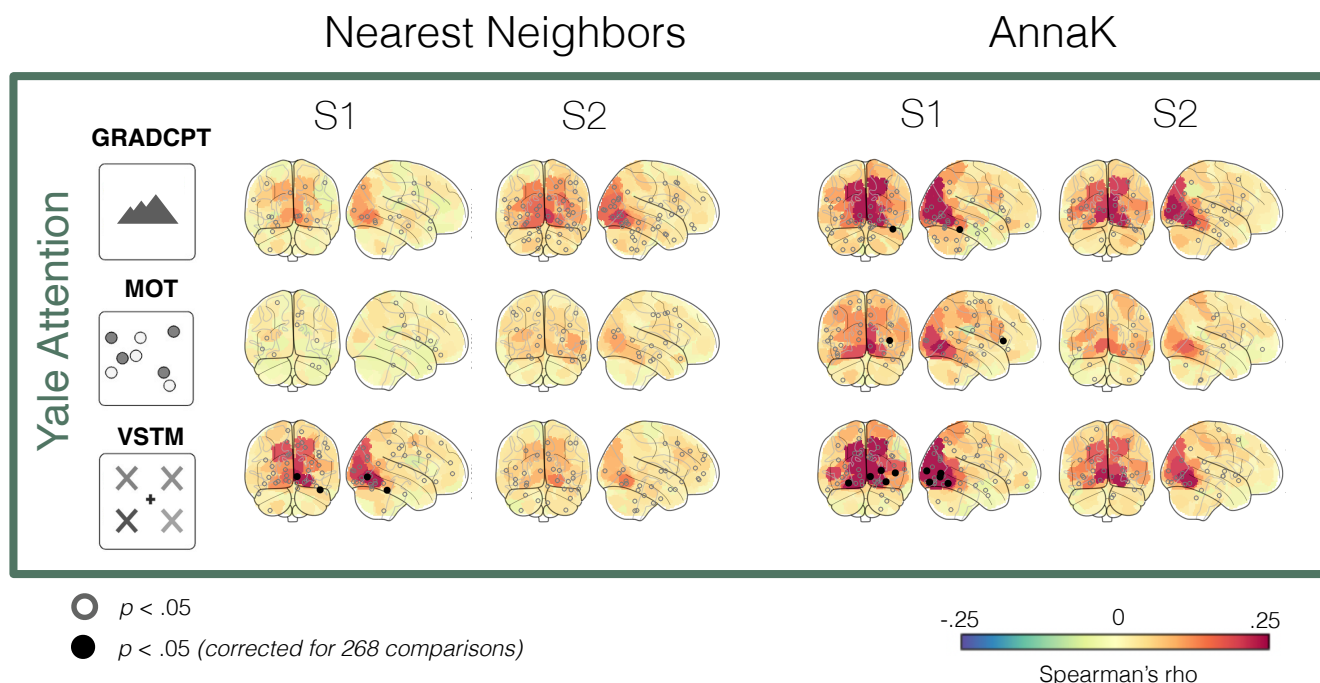 Nearest Neighbors
AnnaK
S1
S2
S1
S2
Yale Attention
GRADCPT
MOT
VSTM
p < .05
p < .05 (corrected for 268 comparisons)
-.25
0
.25
Spearman's rho